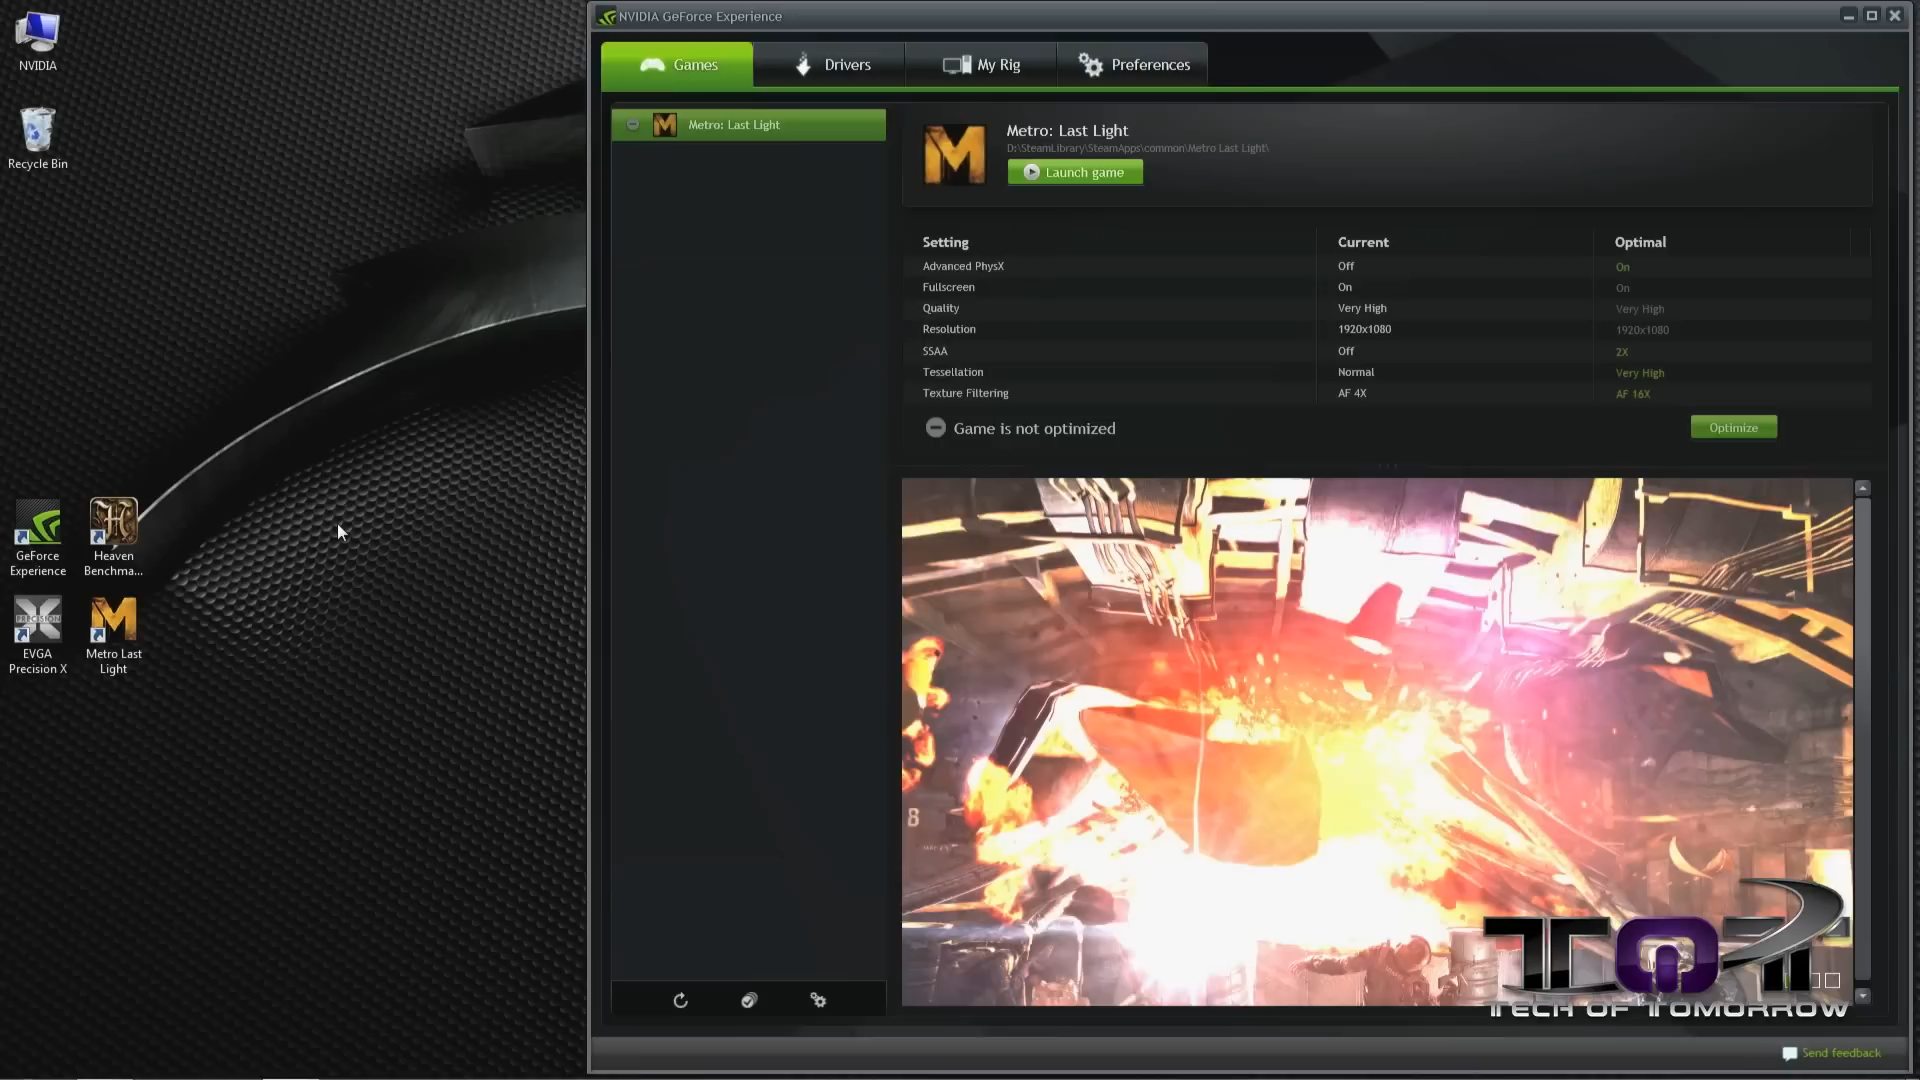 NVIDIA
Recycle Bin
GeForce
Experience
Heaven
Benchma...
EVGA
Precision X
Metro Last
Light
NVIDIA GeForce Experience
Games
Drivers
My Rig
Preferences
Metro: Last Light
Metro: Last Light
D:\SteamLibrary\SteamApps\common\Metro Last Light\
Launch game
Setting Current Optimal
Advanced PhysX Off On
Fullscreen On On
Quality Very High Very High
Resolution 1920x1080 1920x1080
SSAA Off 2X
Tessellation Normal Very High
Texture Filtering AF 4X AF 16X
Game is not optimized
Optimize
8
TOT
TECH OF TOMORROW
Send feedback